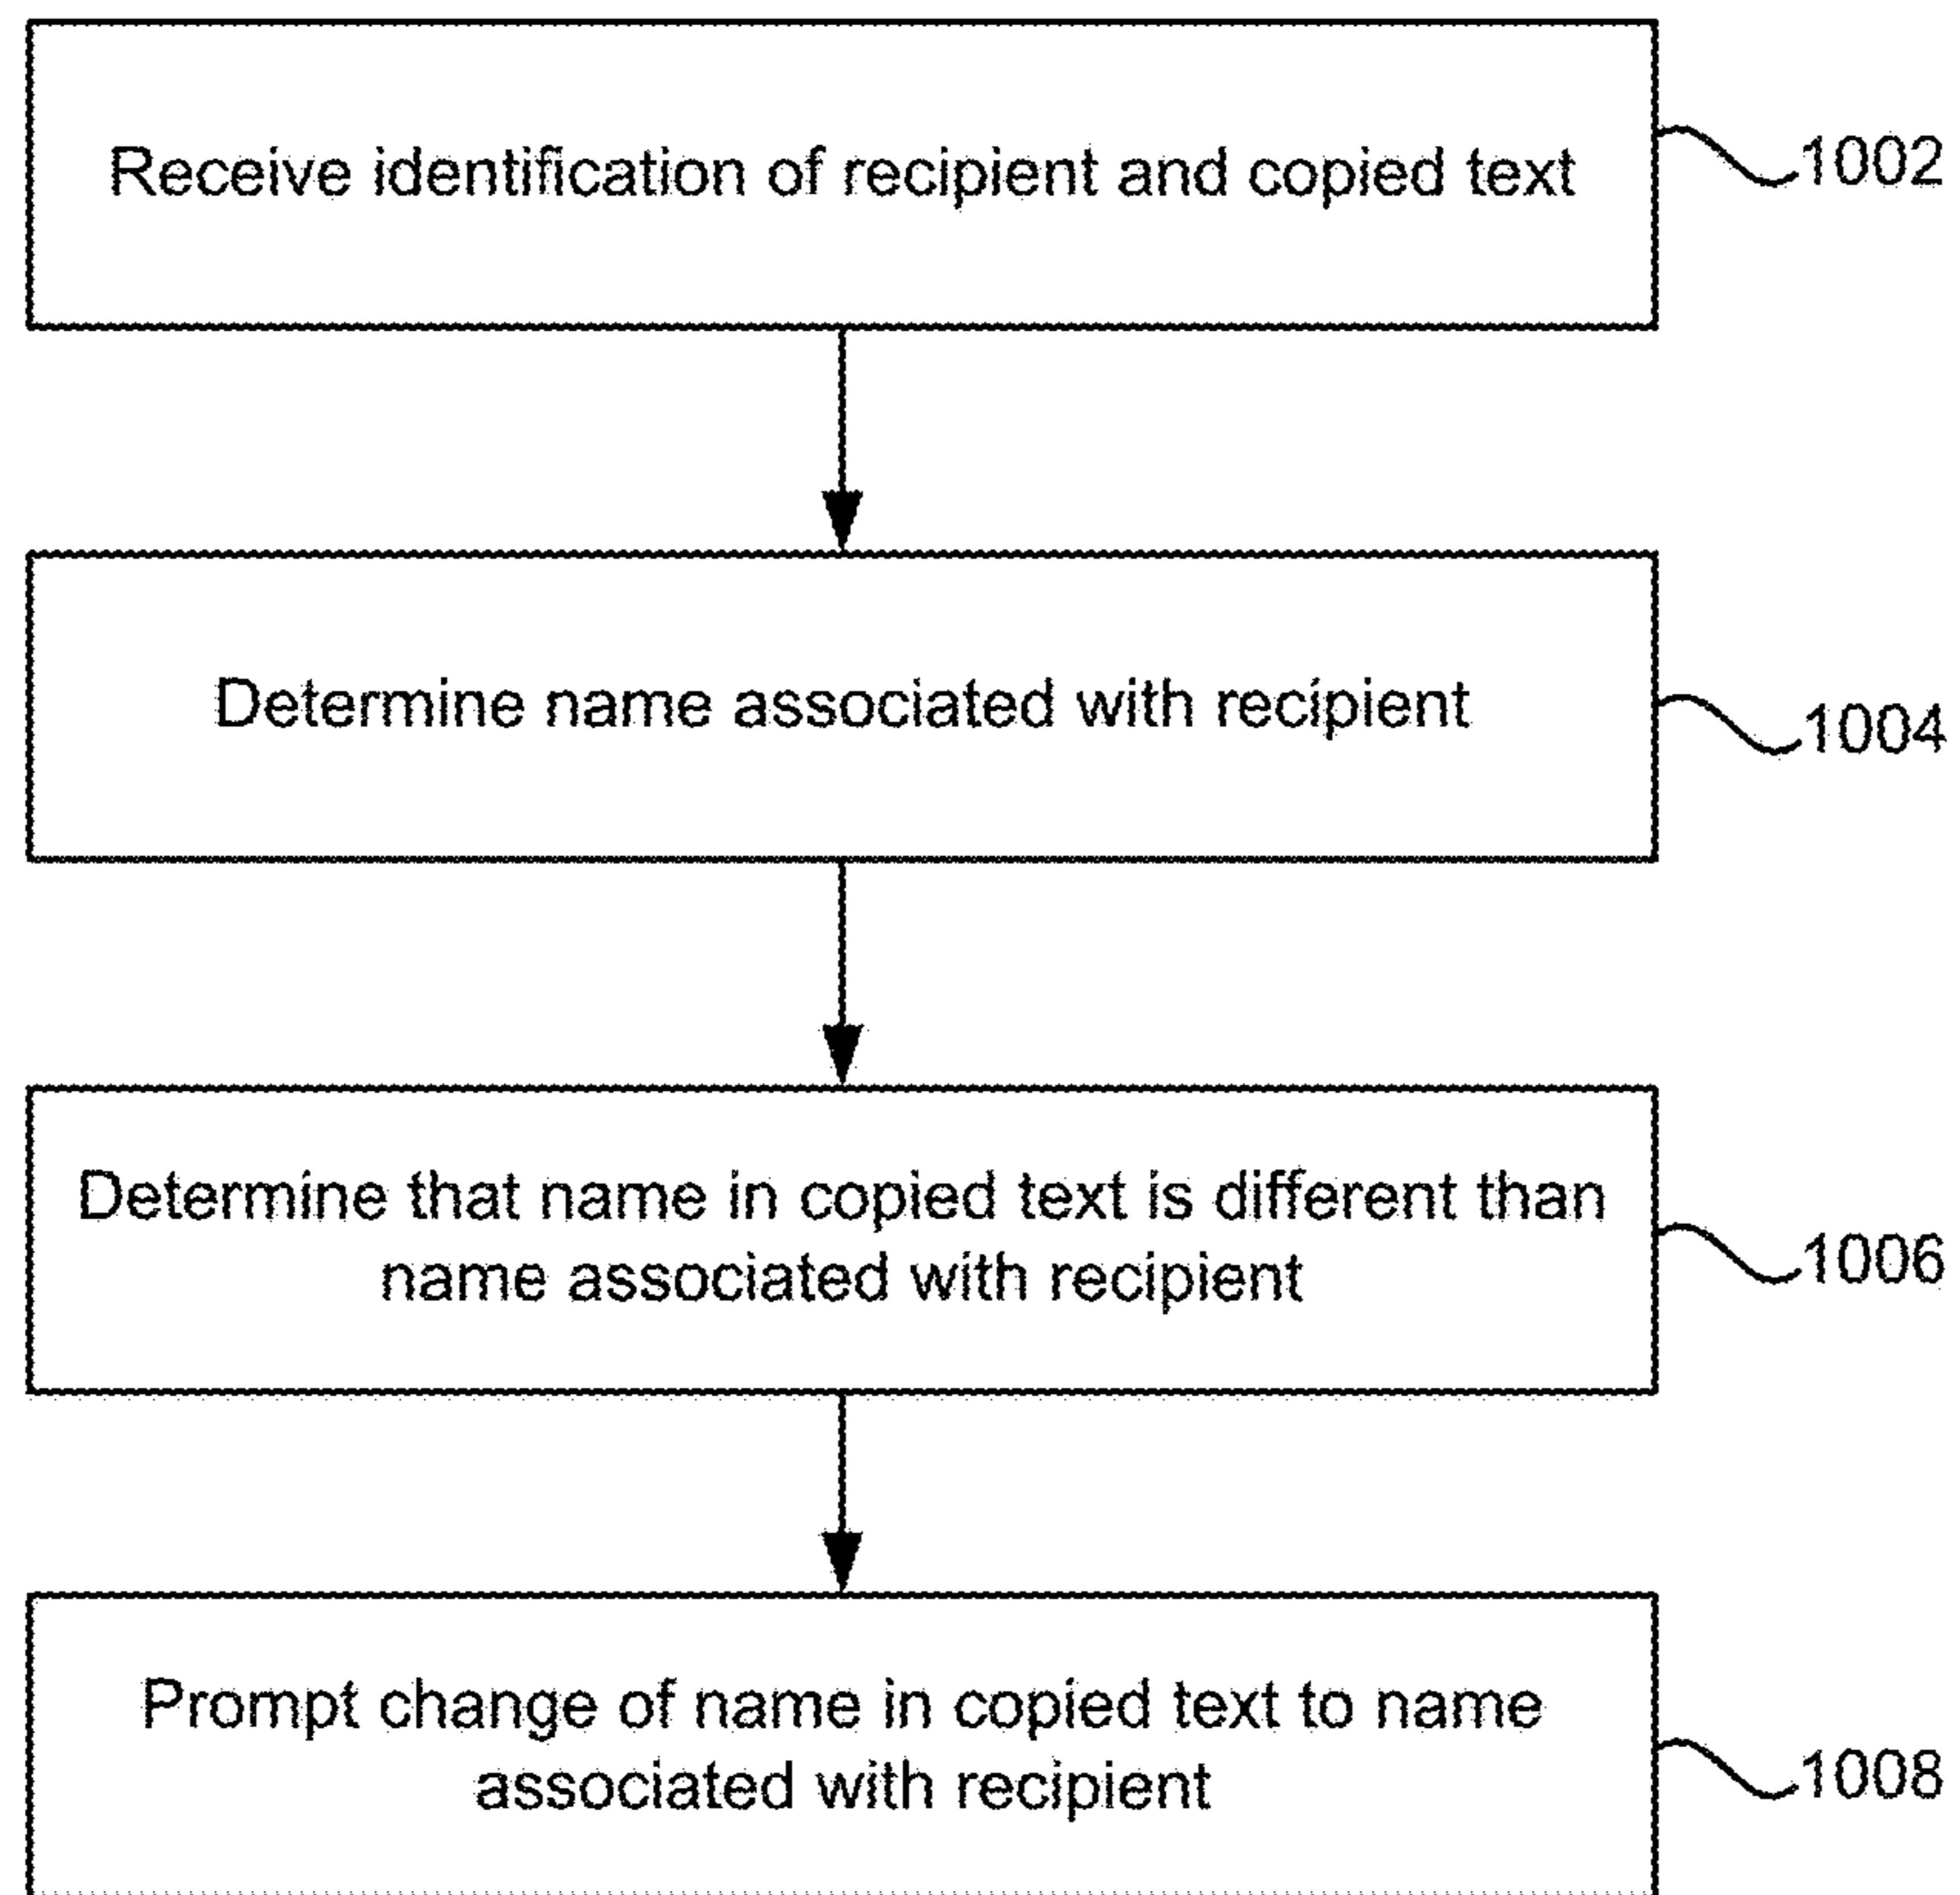 Receive identification of recipient and copied text
1002
Determine name associated with recipient
1004
Determine that name in copied text is different than
name associated with recipient
1006
Prompt change of name in copied text to name
associated with recipient
1008